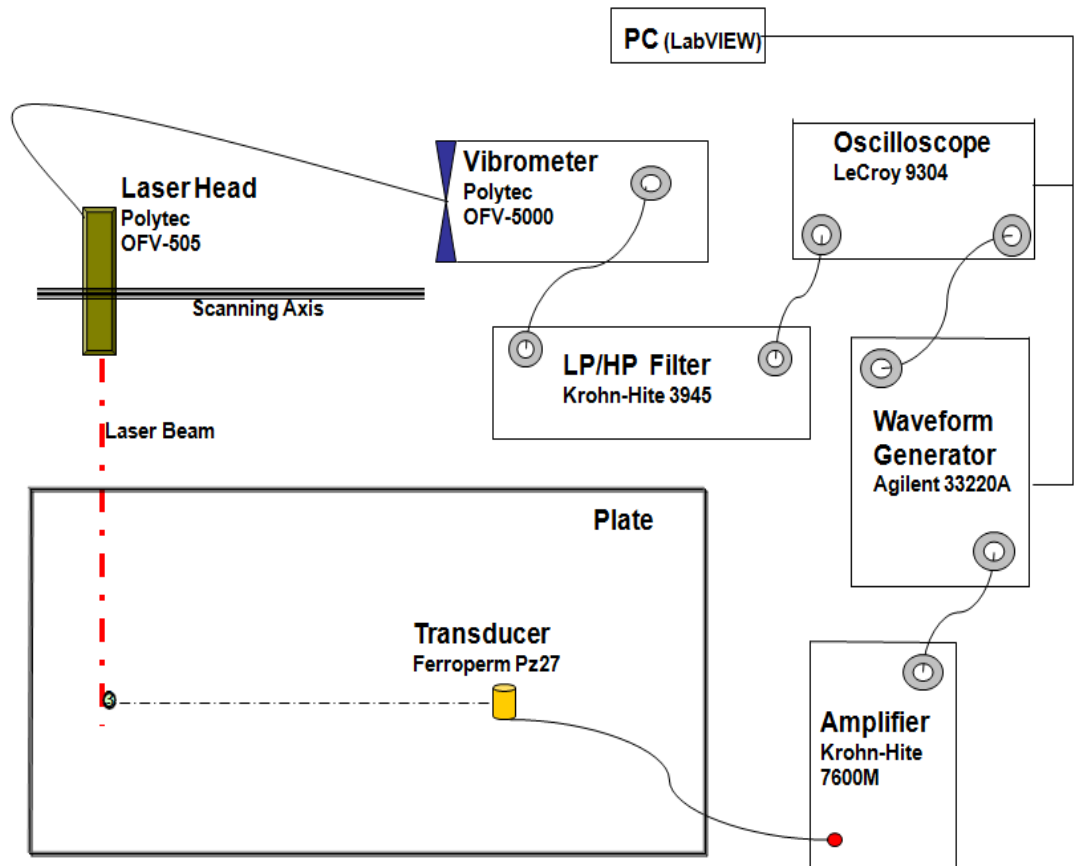 PC (LabVIEW)
Oscilloscope
LeCroy 9304
Vibrometer
Polytec
OFV-5000
Laser Head
Polytec
OFV-505
Scanning Axis
LP/HP Filter
Krohn-Hite 3945
Laser Beam
Waveform
Generator
Agilent 33220A
Plate
Transducer
Ferroperm Pz27
Amplifier
Krohn-Hite
7600M